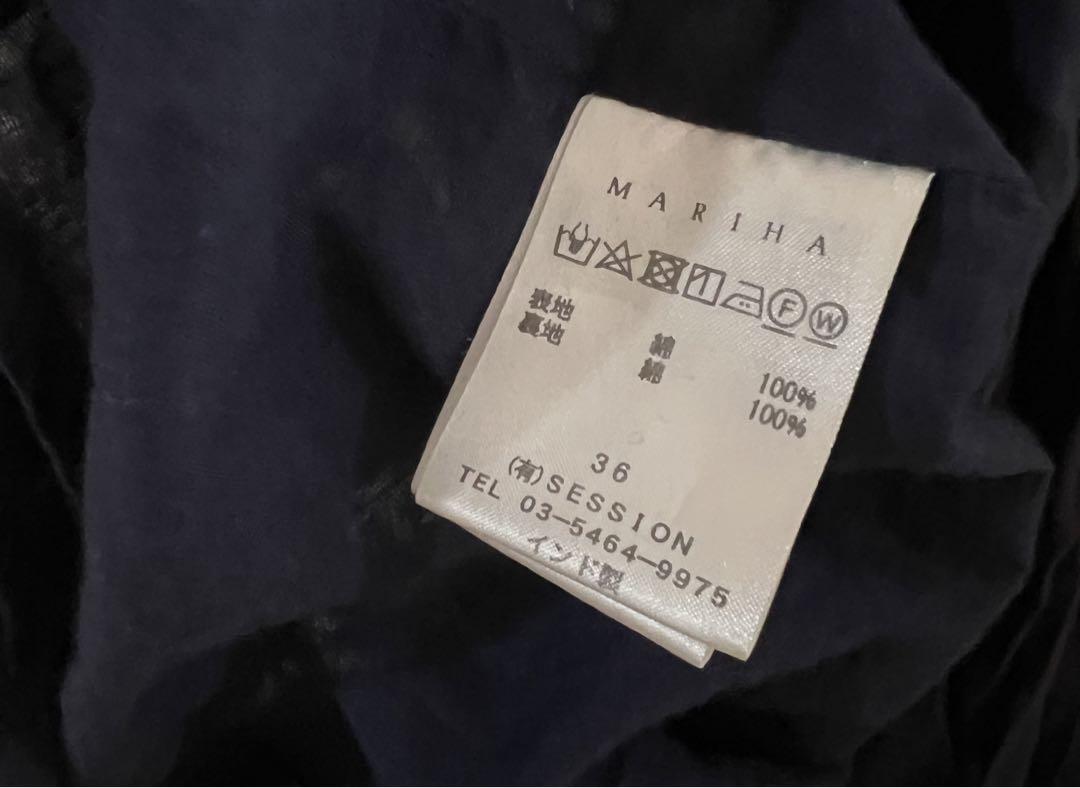 MARIHA
F W
表地 綿 100%
裏地 綿 100%
36
(有)SESSION
TEL 03-5464-9975
インド製